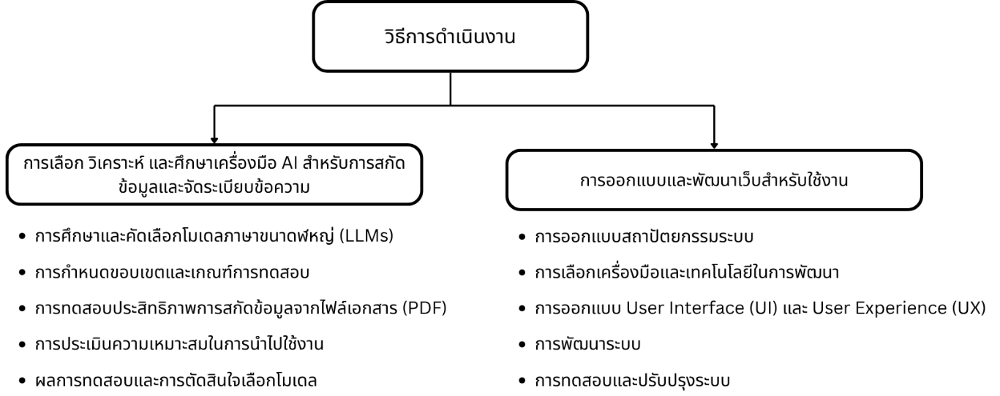 วิธีการดำเนินงาน
การเลือก วิเคราะห์ และศึกษาเครื่องมือ AI สำหรับการสกัด
ข้อมูลและจัดระเบียบข้อความ
• การศึกษาและคัดเลือกโมเดลภาษาขนาดฬหญ่ (LLMs)
• การกำหนดขอบเขตและเกณฑ์การทดสอบ
• การทดสอบประสิทธิภาพการสกัดข้อมูลจากไฟล์เอกสาร (PDF)
• การประเมินความเหมาะสมในการนำไปใช้งาน
• ผลการทดสอบและการตัดสินใจเลือกโมเดล
การออกแบบและพัฒนาเว็บสำหรับใช้งาน
• การออกแบบสถาปัตยกรรมระบบ
• การเลือกเครื่องมือและเทคโนโลยีในการพัฒนา
• การออกแบบ User Interface (UI) และ User Experience (UX)
• การพัฒนาระบบ
• การทดสอบและปรับปรุงระบบ